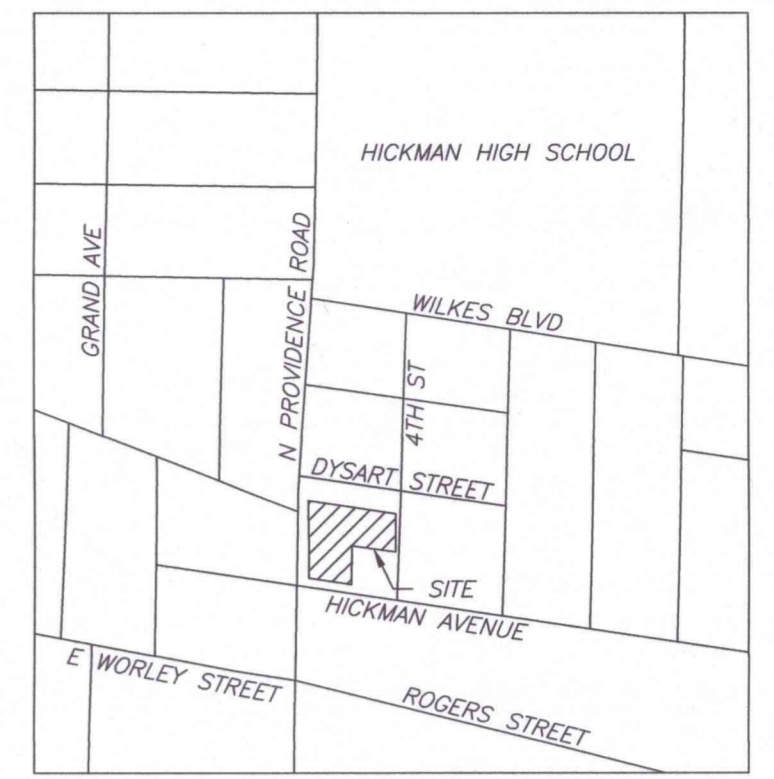 HICKMAN HIGH SCHOOL
GRAND AVE
N PROVIDENCE ROAD
WILKES BLVD
4TH ST
DYSART STREET
SITE
HICKMAN AVENUE
E WORLEY STREET
ROGERS STREET